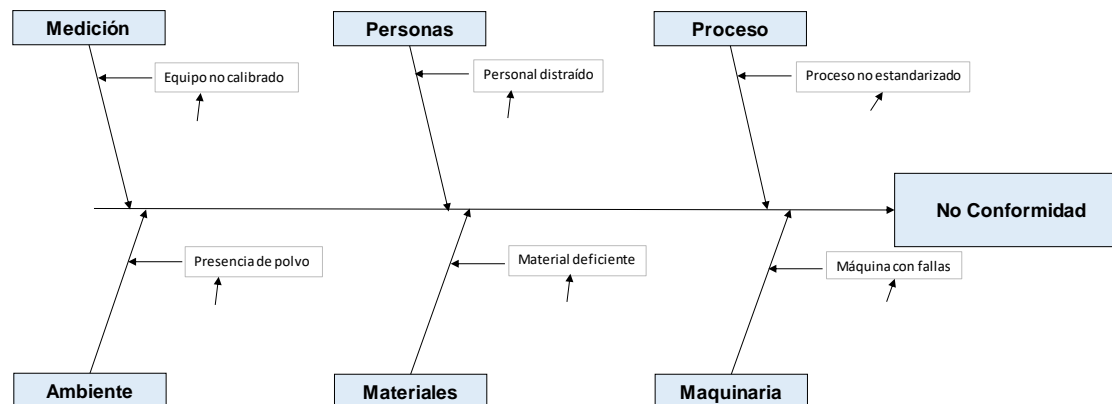 Medición
Personas
Proceso
Equipo no calibrado
Personal distraído
Proceso no estandarizado
No Conformidad
Presencia de polvo
Material deficiente
Máquina con fallas
Ambiente
Materiales
Maquinaria